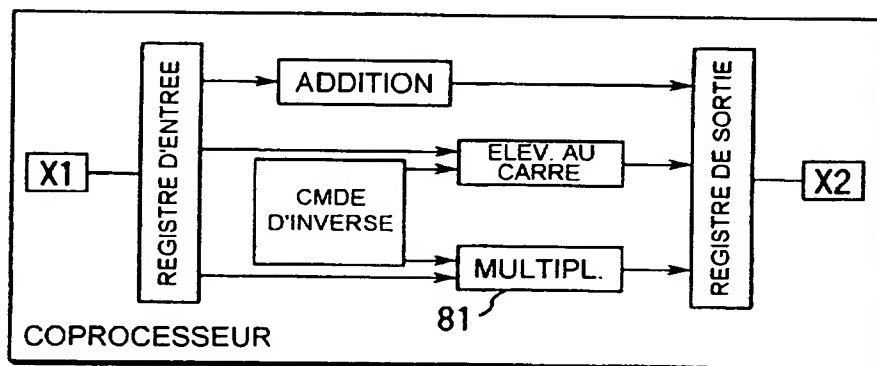 X1
REGISTRE D'ENTREE
ADDITION
ELEV. AU
CARRE
CMDE
D'INVERSE
MULTIPL.
81
REGISTRE DE SORTIE
X2
COPROCESSEUR